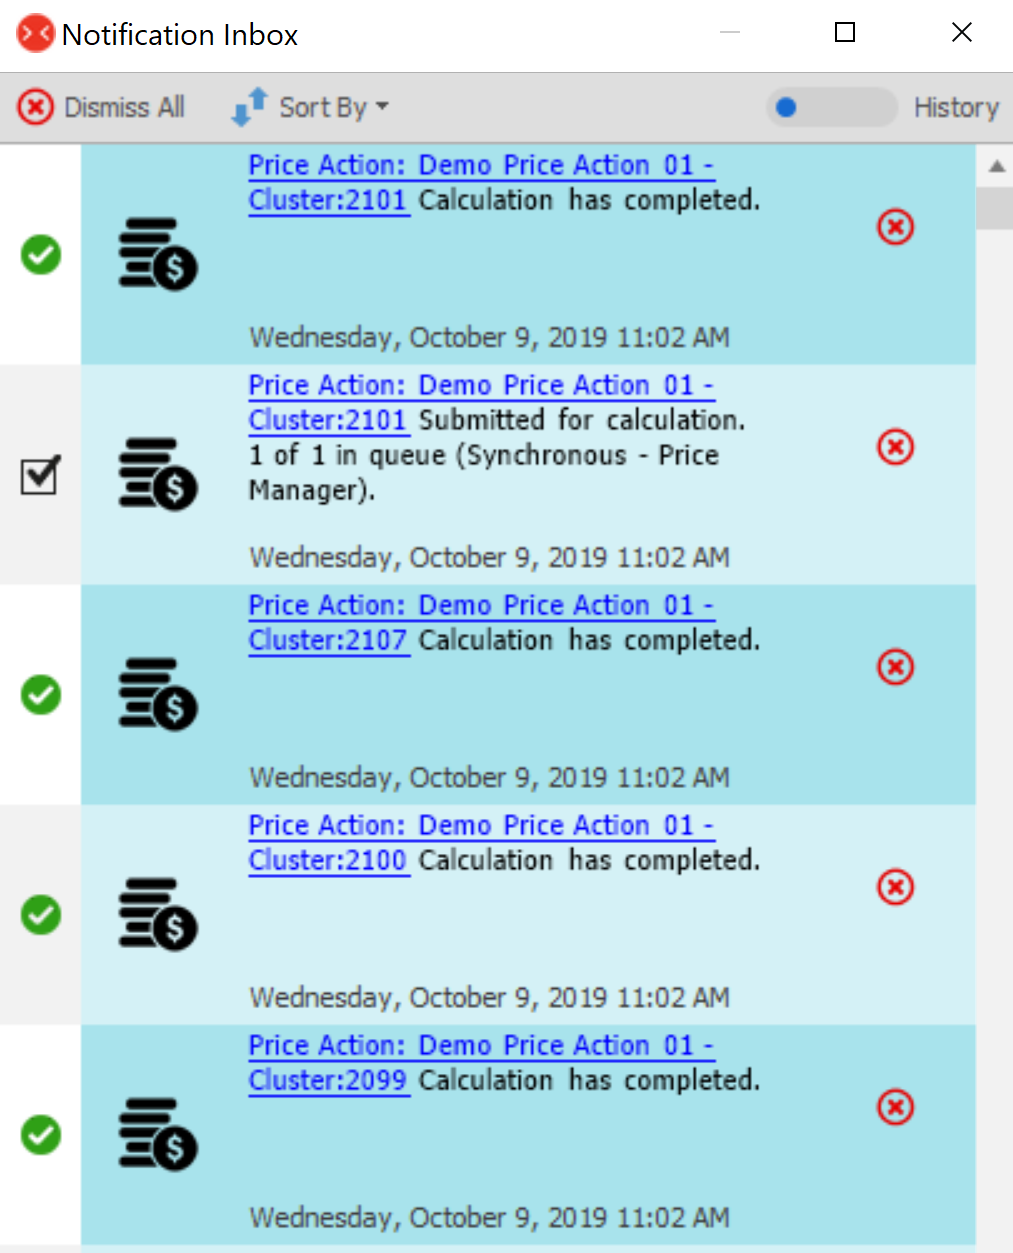 Notification Inbox
Dismiss All
Sort By
History
Price Action: Demo Price Action 01 -
Cluster:2101 Calculation has completed.
Wednesday, October 9, 2019 11:02 AM
Price Action: Demo Price Action 01 -
Cluster:2101 Submitted for calculation.
1 of 1 in queue (Synchronous - Price
Manager).
Wednesday, October 9, 2019 11:02 AM
Price Action: Demo Price Action 01 -
Cluster:2107 Calculation has completed.
Wednesday, October 9, 2019 11:02 AM
Price Action: Demo Price Action 01 -
Cluster:2100 Calculation has completed.
Wednesday, October 9, 2019 11:02 AM
Price Action: Demo Price Action 01 -
Cluster:2099 Calculation has completed.
Wednesday, October 9, 2019 11:02 AM